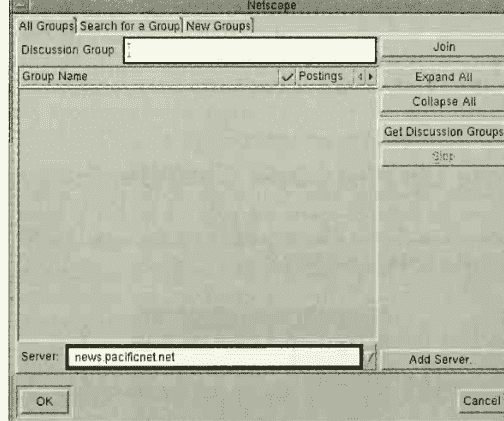 Netscape
All Groups Search for a Group New Groups
Discussion Group:
Join
Group Name Postings
Expand All
Collapse All
Get Discussion Groups
Stop
Server: news.pacificnet.net
Add Server.
OK
Cancel